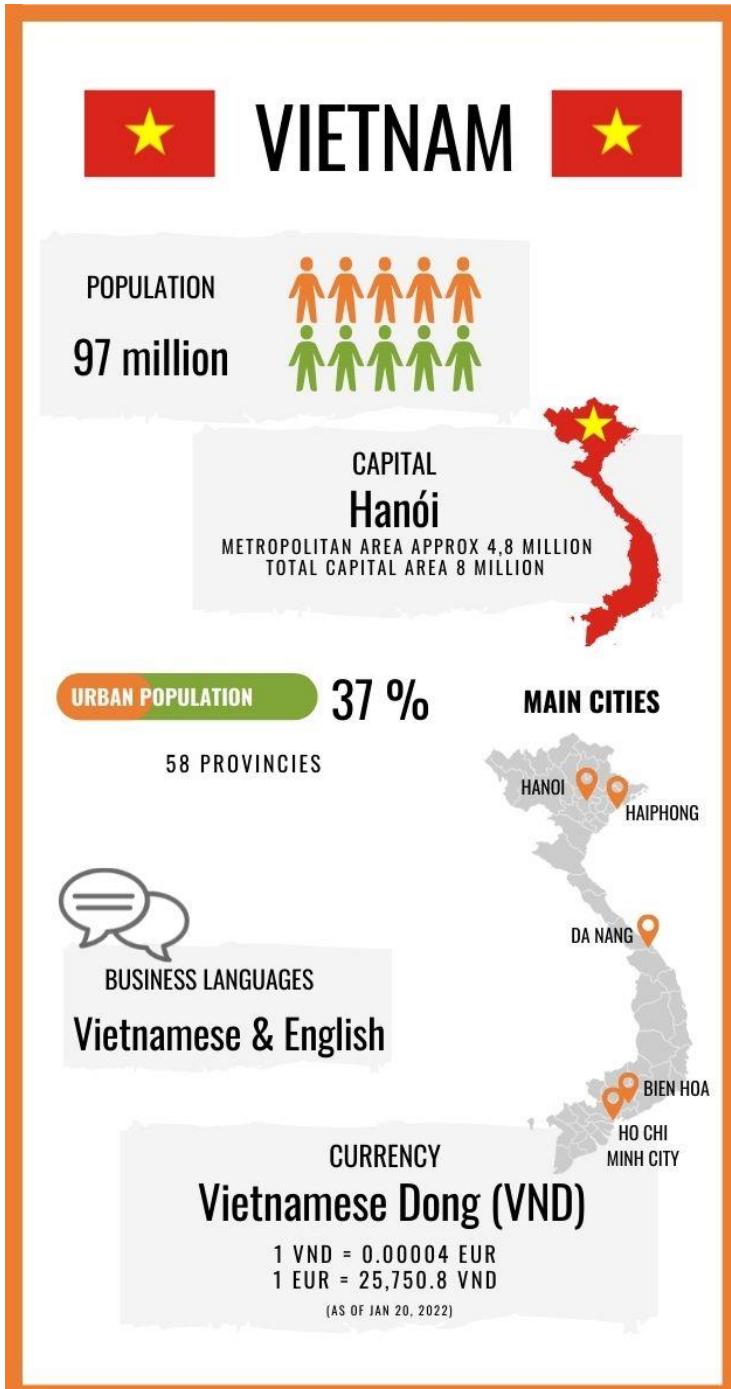 VIETNAM
POPULATION
97 million
CAPITAL
Hanói
METROPOLITAN AREA APPROX 4,8 MILLION
TOTAL CAPITAL AREA 8 MILLION
URBAN POPULATION
37 %
58 PROVINCIES
MAIN CITIES
HANOI
HAIPHONG
DA NANG
BIEN HOA
HO CHI
MINH CITY
BUSINESS LANGUAGES
Vietnamese & English
CURRENCY
Vietnamese Dong (VND)
1 VND = 0.00004 EUR
1 EUR = 25,750.8 VND
(AS OF JAN 20, 2022)